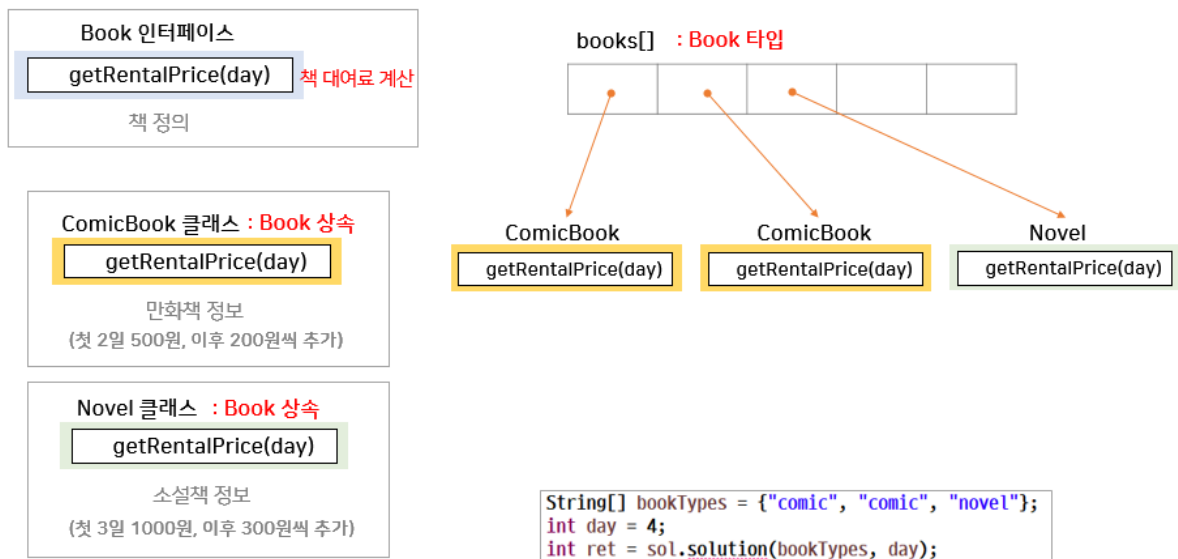 Book 인터페이스
getRentalPrice(day)
책 대여료 계산
책 정의
ComicBook 클래스 : Book 상속
getRentalPrice(day)
만화책 정보
(첫 2일 500원, 이후 200원씩 추가)
Novel 클래스 : Book 상속
getRentalPrice(day)
소설책 정보
(첫 3일 1000원, 이후 300원씩 추가)
books[] : Book 타입
ComicBook
getRentalPrice(day)
ComicBook
getRentalPrice(day)
Novel
getRentalPrice(day)
String[] bookTypes = {"comic", "comic", "novel"};
int day = 4;
int ret = sol.solution(bookTypes, day);